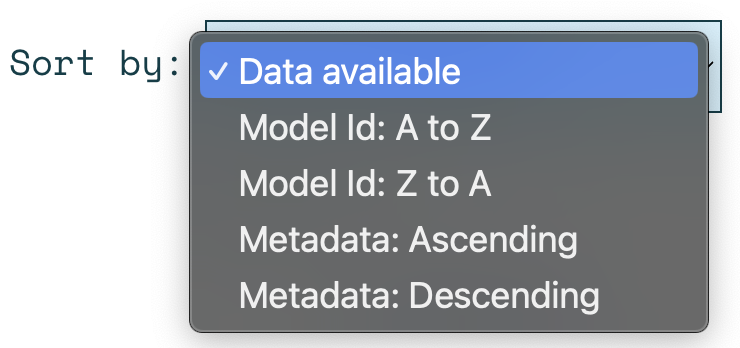 Sort by:
✓ Data available
Model Id: A to Z
Model Id: Z to A
Metadata: Ascending
Metadata: Descending